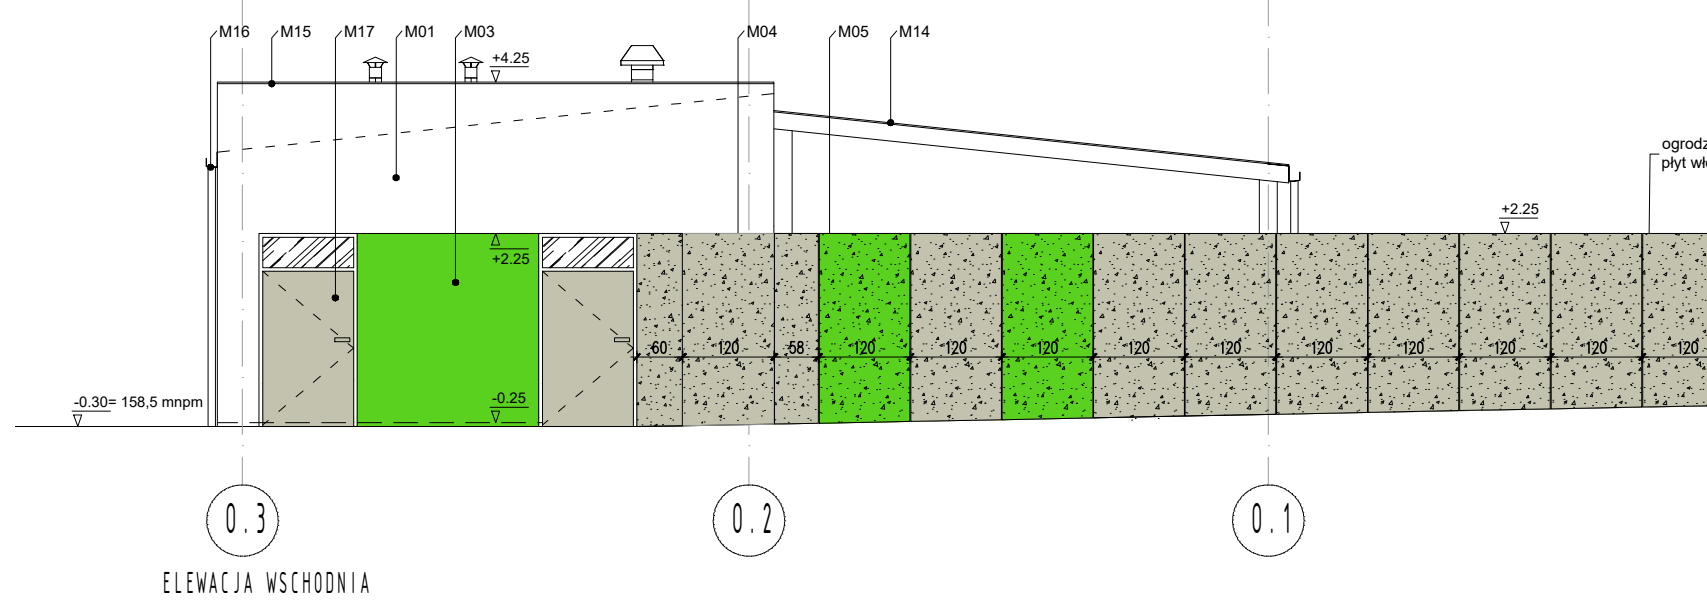 M16 M15 M17 M01 M03 M04 M05 M14
+4.25
ogrodz
płyt wł
+2.25
+2.25
60 120 58 120 120 120 120 120 120 120 120 120 120
-0.30= 158,5 mnpm
-0.25
0.3 0.2 0.1
ELEWACJA WSCHODNIA